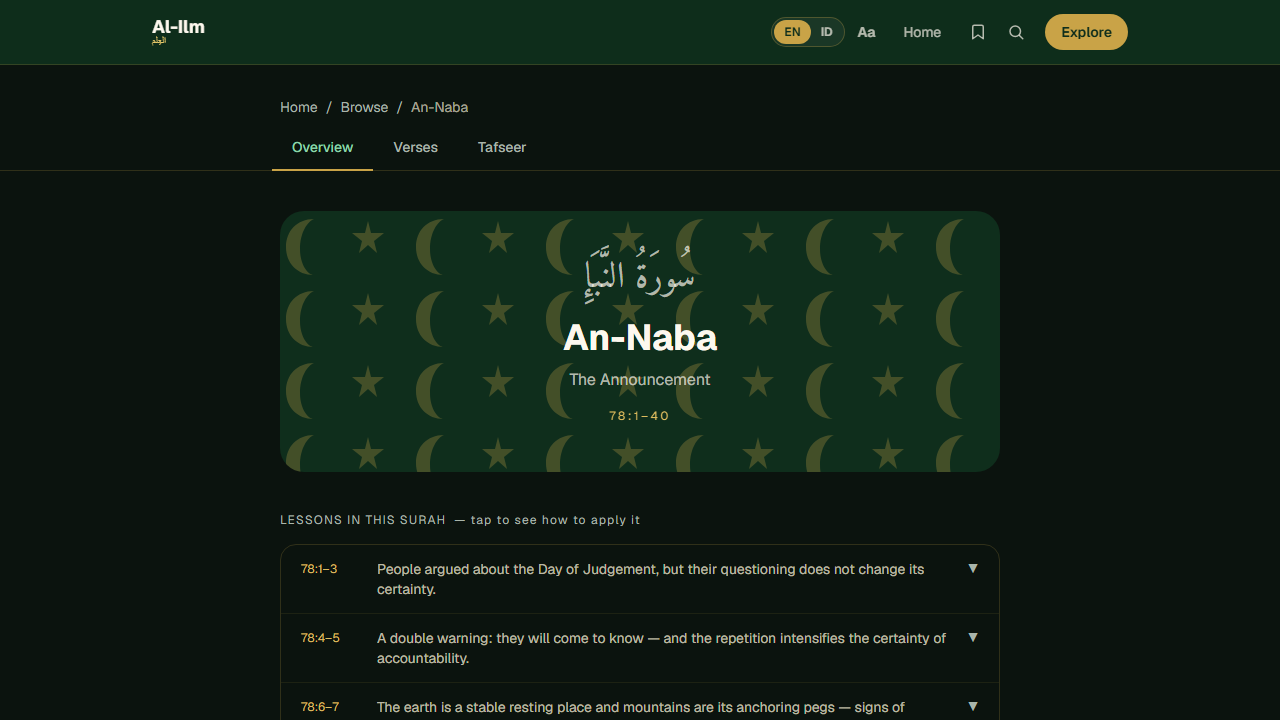 Al-Ilm
العِلم
EN ID Aa Home Explore
Home / Browse / An-Naba
Overview Verses Tafseer
سُورَةُ النَّبَإِ
An-Naba
The Announcement
78:1–40
LESSONS IN THIS SURAH — tap to see how to apply it
78:1–3 People argued about the Day of Judgement, but their questioning does not change its ▼
certainty.
78:4–5 A double warning: they will come to know — and the repetition intensifies the certainty of ▼
accountability.
78:6–7 The earth is a stable resting place and mountains are its anchoring pegs — signs of ▼